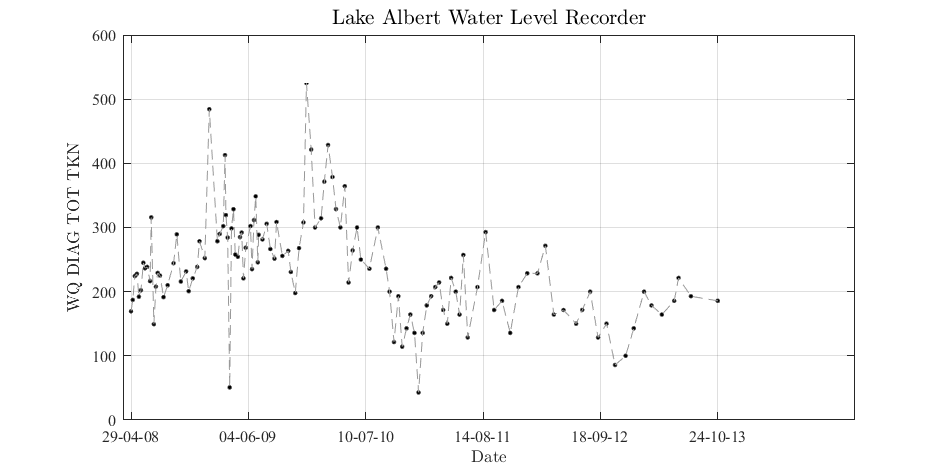 Lake Albert Water Level Recorder
600
500
400
300
200
100
0
WQ DIAG TOT TKN
29-04-08 04-06-09 10-07-10 14-08-11 18-09-12 24-10-13
Date